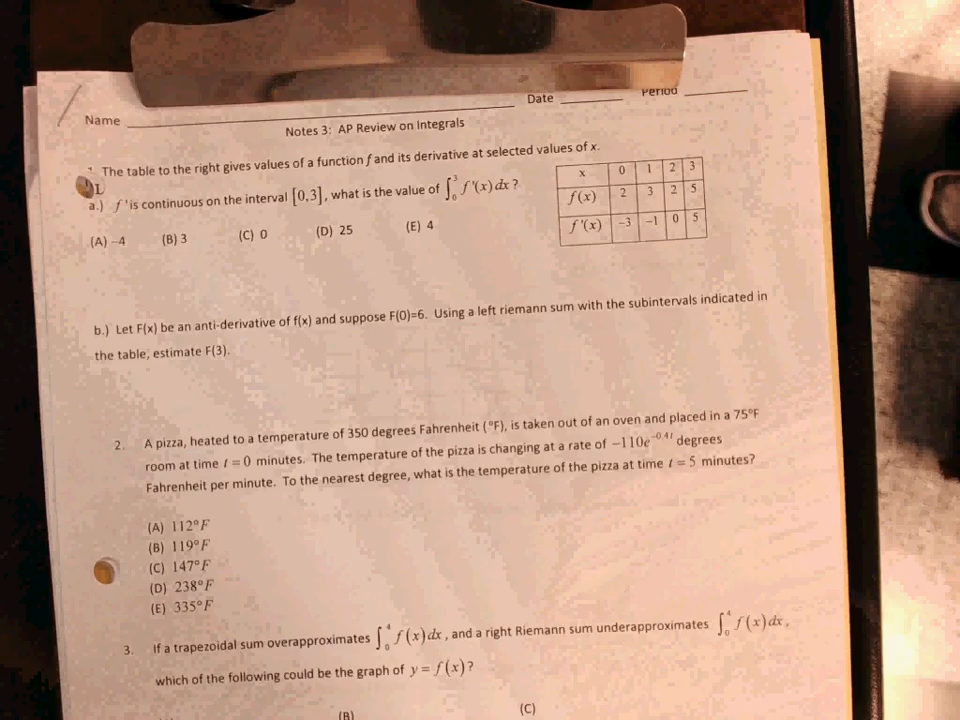 Name ____________ Date ______ Period ______
Notes 3: AP Review on Integrals
1. The table to the right gives values of a function f and its derivative at selected values of x.
a.) f ' is continuous on the interval [0,3], what is the value of ∫₀³ f '(x) dx ?
(A) −4 (B) 3 (C) 0 (D) 25 (E) 4
x 0 1 2 3
f(x) 2 3 2 5
f '(x) −3 −1 0 5
b.) Let F(x) be an anti-derivative of f(x) and suppose F(0)=6. Using a left riemann sum with the subintervals indicated in
the table, estimate F(3).
2. A pizza, heated to a temperature of 350 degrees Fahrenheit (°F), is taken out of an oven and placed in a 75°F
room at time t = 0 minutes. The temperature of the pizza is changing at a rate of −110e^(−0.4t) degrees
Fahrenheit per minute. To the nearest degree, what is the temperature of the pizza at time t = 5 minutes?
(A) 112°F
(B) 119°F
(C) 147°F
(D) 238°F
(E) 335°F
3. If a trapezoidal sum overapproximates ∫₀⁴ f(x)dx, and a right Riemann sum underapproximates ∫₀⁴ f(x)dx,
which of the following could be the graph of y = f(x)?
(B) (C)